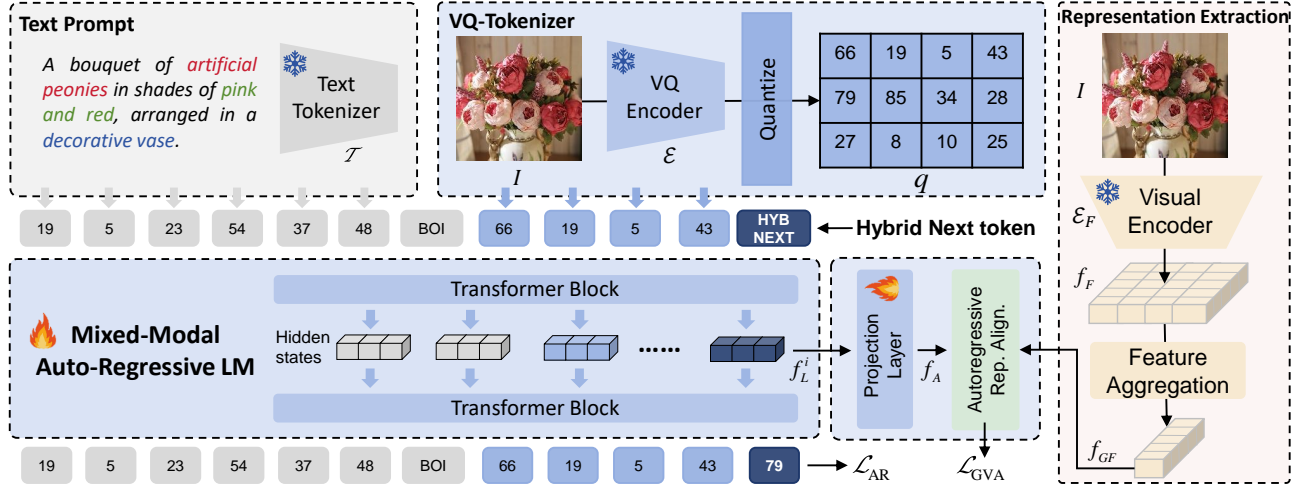 Text Prompt
A bouquet of artificial
peonies in shades of pink
and red, arranged in a
decorative vase.
Text
Tokenizer
𝒯
VQ-Tokenizer
I
VQ
Encoder
ℰ
Quantize
66 19 5 43
79 85 34 28
27 8 10 25
q
Representation Extraction
I
Visual
Encoder
ℰ_F
f_F
Feature
Aggregation
f_GF
19 5 23 54 37 48 BOI 66 19 5 43 HYB
NEXT
Hybrid Next token
Mixed-Modal
Auto-Regressive LM
Transformer Block
Hidden
states
......
Transformer Block
f_L^i
Projection
Layer
f_A
Autoregressive
Rep. Align.
19 5 23 54 37 48 BOI 66 19 5 43 79
ℒ_AR
ℒ_GVA